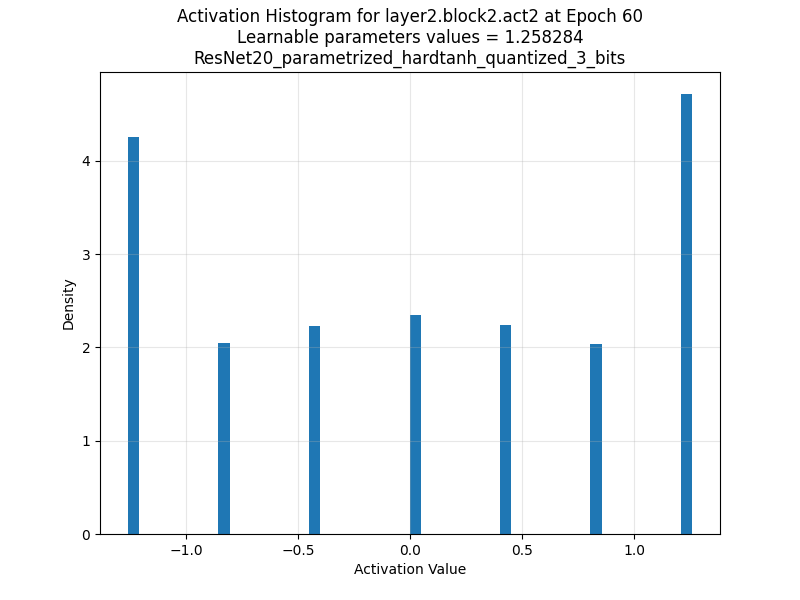 Activation Histogram for layer2.block2.act2 at Epoch 60
Learnable parameters values = 1.258284
ResNet20_parametrized_hardtanh_quantized_3_bits
Density
4
3
2
1
0
−1.0 −0.5 0.0 0.5 1.0
Activation Value